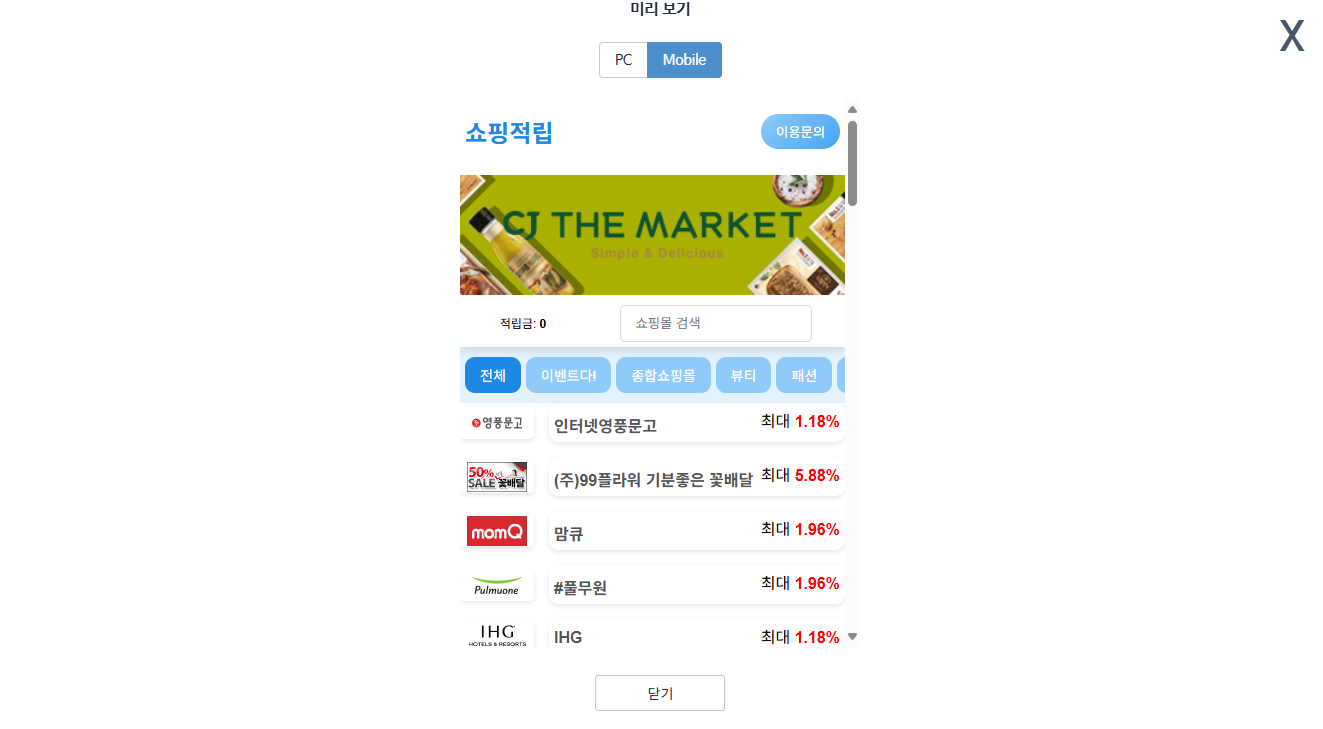 미리 보기
X
PC Mobile
쇼핑적립 이용문의
CJ THE MARKET
Simple & Delicious
적립금: 0 쇼핑몰 검색
전체 이벤트다! 종합쇼핑몰 뷰티 패션
영풍문고 인터넷영풍문고 최대 1.18%
50% SALE 꽃배달 (주)99플라워 기분좋은 꽃배달 최대 5.88%
momQ 맘큐 최대 1.96%
Pulmuone #풀무원 최대 1.96%
IHG HOTELS & RESORTS IHG 최대 1.18%
닫기